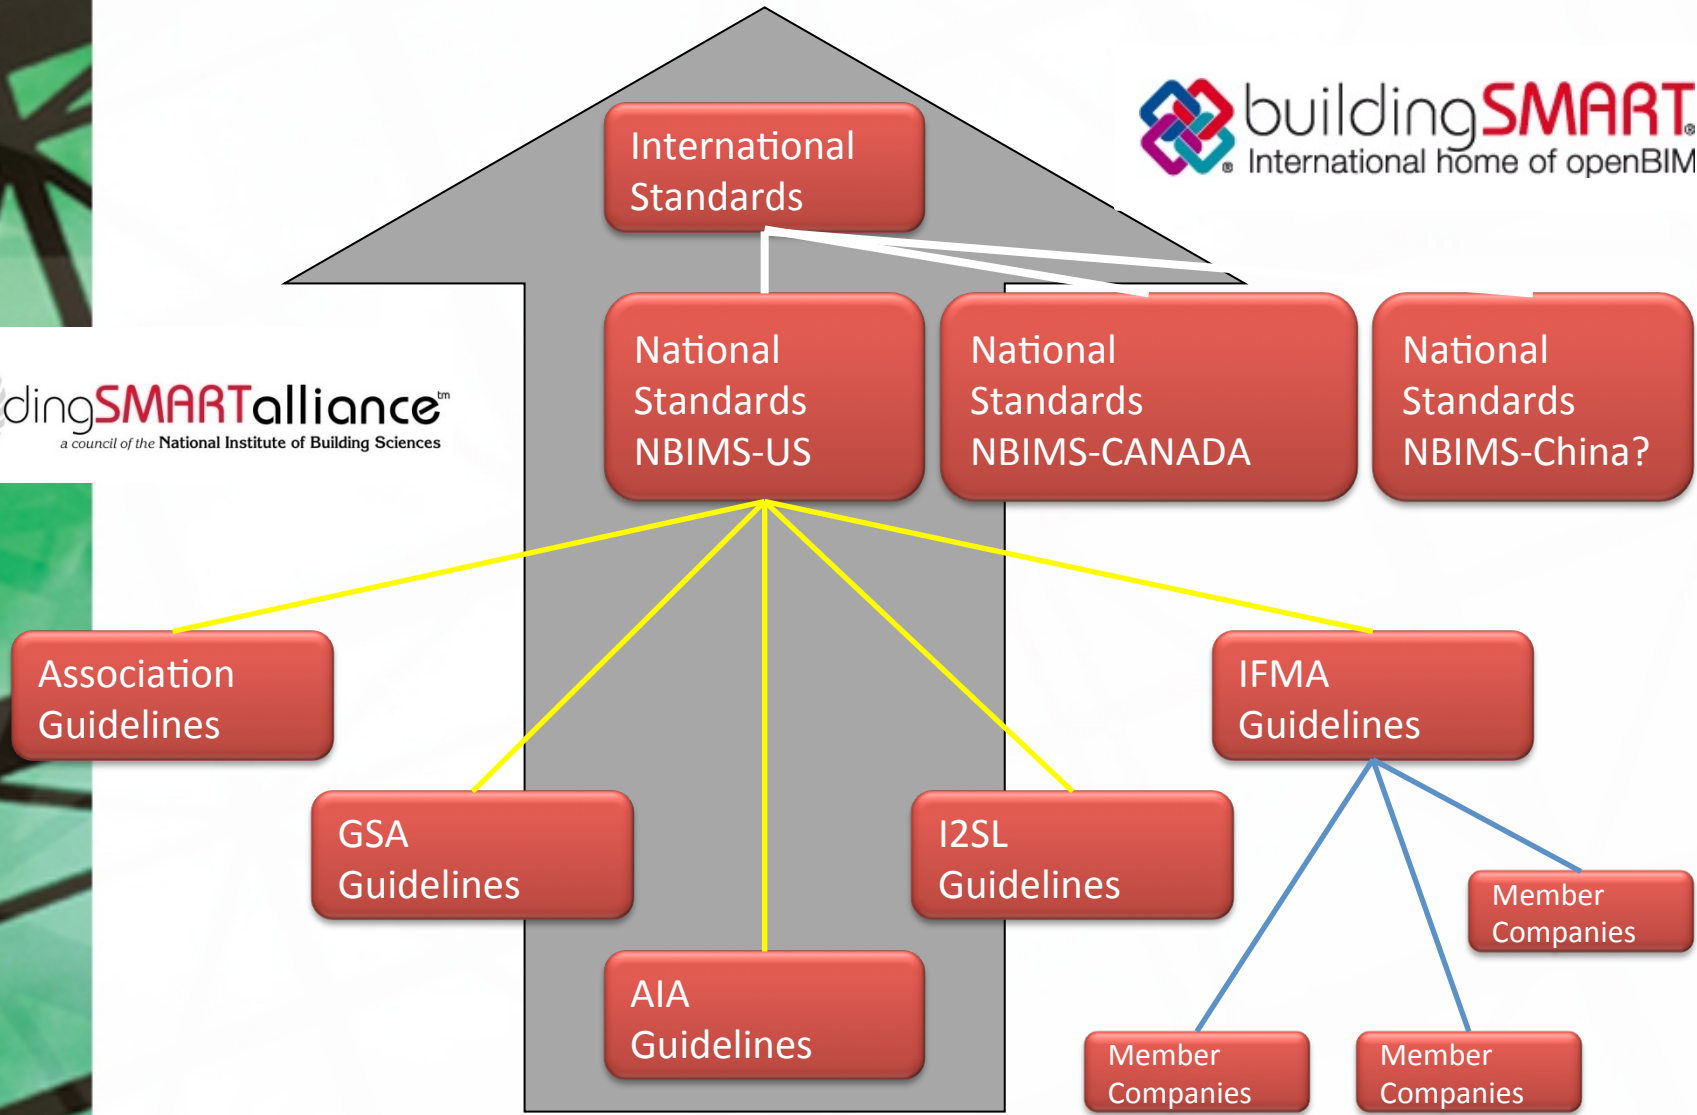 International
Standards
buildingSMART®
International home of openBIM®
National
Standards
NBIMS-US
National
Standards
NBIMS-CANADA
National
Standards
NBIMS-China?
dingSMARTalliance™
a council of the National Institute of Building Sciences
Association
Guidelines
IFMA
Guidelines
GSA
Guidelines
I2SL
Guidelines
Member
Companies
AIA
Guidelines
Member
Companies
Member
Companies